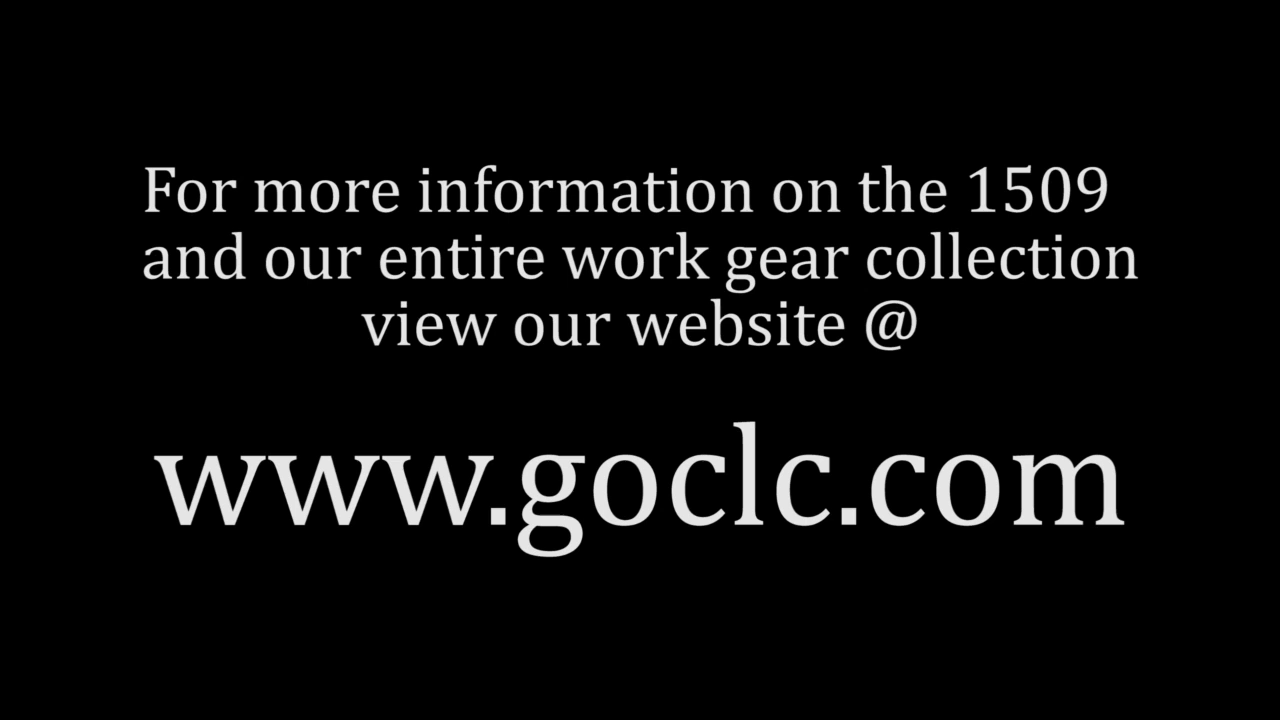 For more information on the 1509
and our entire work gear collection
view our website @
www.goclc.com